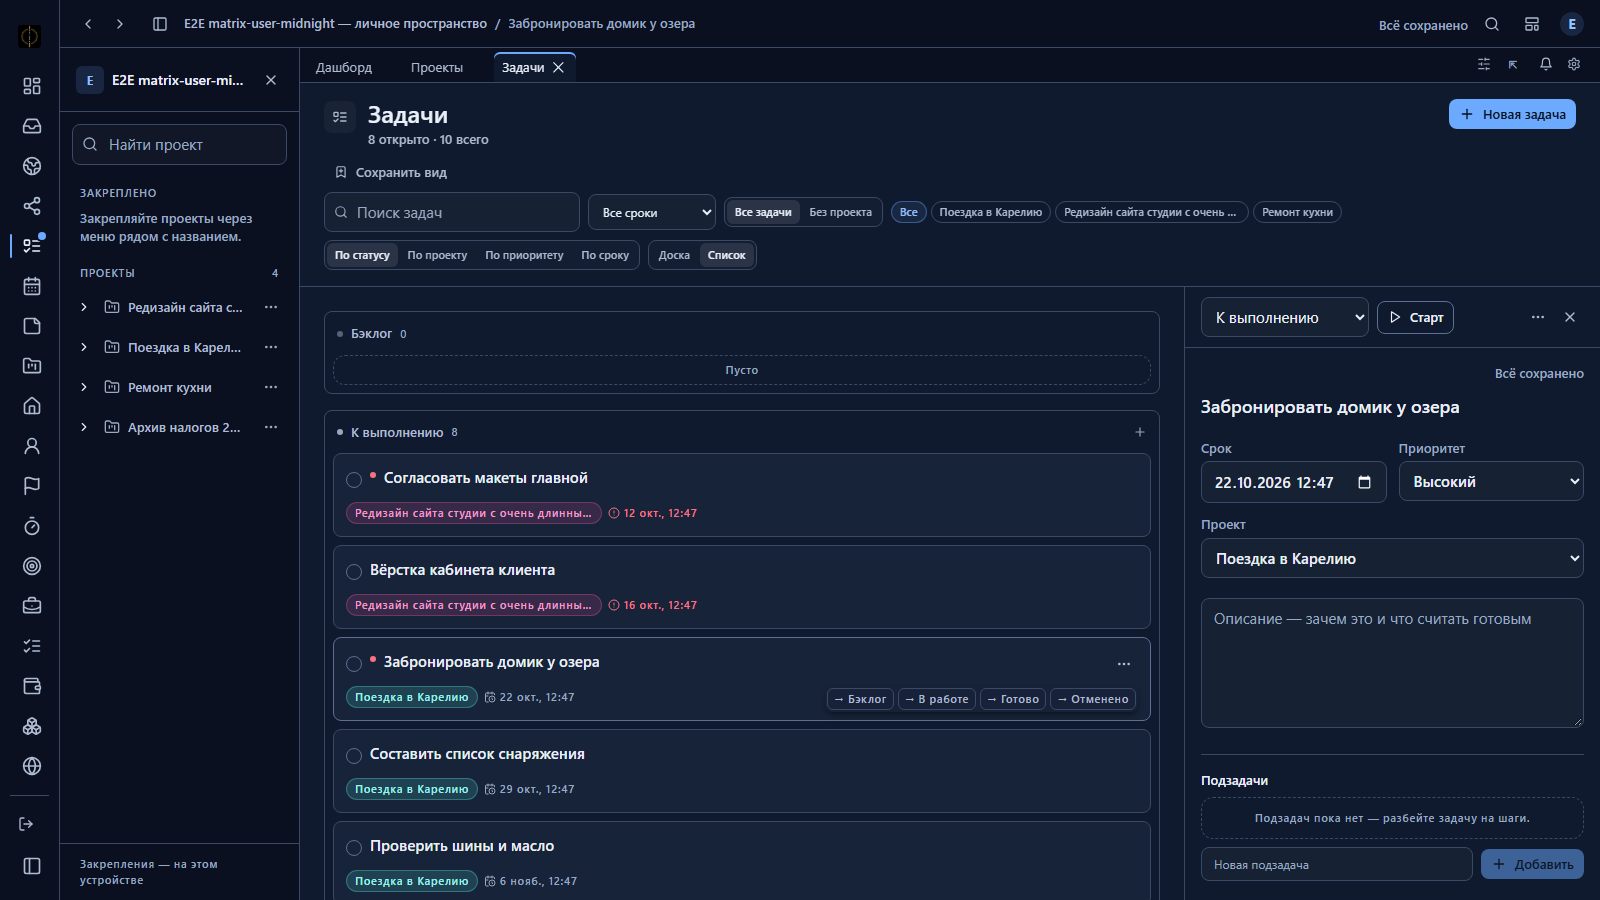 E2E matrix-user-midnight — личное пространство / Забронировать домик у озера
Всё сохранено
E
E E2E matrix-user-mi...
Найти проект
ЗАКРЕПЛЕНО
Закрепляйте проекты через
меню рядом с названием.
ПРОЕКТЫ 4
Редизайн сайта с...
Поездка в Карел...
Ремонт кухни
Архив налогов 2...
Закрепления — на этом
устройстве
Дашборд Проекты Задачи
Задачи
8 открыто · 10 всего
Новая задача
Сохранить вид
Поиск задач Все сроки Все задачи Без проекта Все Поездка в Карелию Редизайн сайта студии с очень ... Ремонт кухни
По статусу По проекту По приоритету По сроку Доска Список
Бэклог 0
Пусто
К выполнению 8
Согласовать макеты главной
Редизайн сайта студии с очень длинны... 12 окт., 12:47
Вёрстка кабинета клиента
Редизайн сайта студии с очень длинны... 16 окт., 12:47
Забронировать домик у озера
Поездка в Карелию 22 окт., 12:47 → Бэклог → В работе → Готово → Отменено
Составить список снаряжения
Поездка в Карелию 29 окт., 12:47
Проверить шины и масло
Поездка в Карелию 6 нояб., 12:47
К выполнению Старт
Всё сохранено
Забронировать домик у озера
Срок Приоритет
22.10.2026 12:47 Высокий
Проект
Поездка в Карелию
Описание — зачем это и что считать готовым
Подзадачи
Подзадач пока нет — разбейте задачу на шаги.
Новая подзадача Добавить